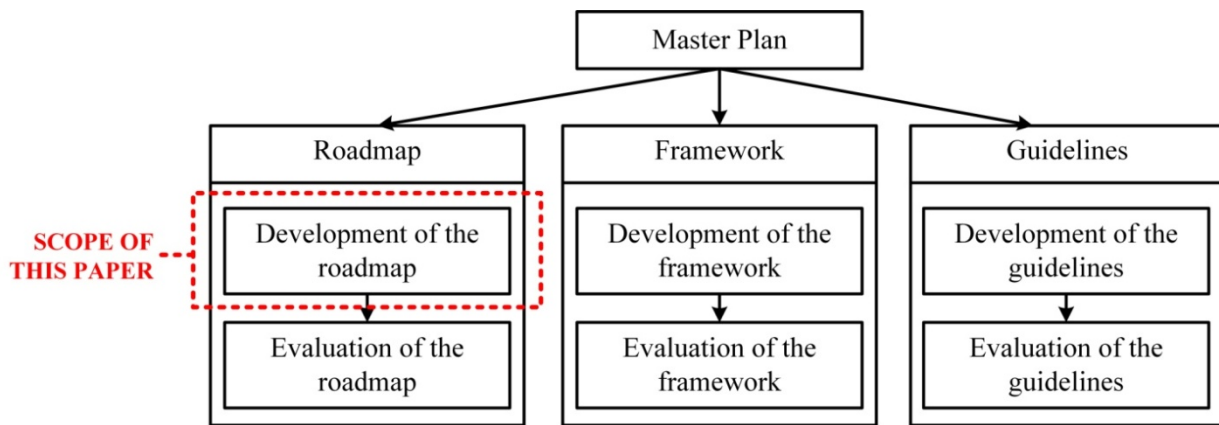 Master Plan
Roadmap
Framework
Guidelines
SCOPE OF
THIS PAPER
Development of the
roadmap
Development of the
framework
Development of the
guidelines
Evaluation of the
roadmap
Evaluation of the
framework
Evaluation of the
guidelines